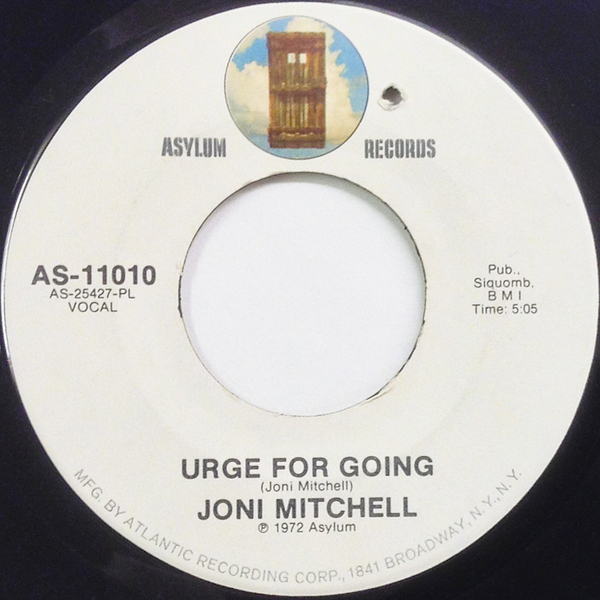 ASYLUM RECORDS
AS-11010
AS-25427-PL
VOCAL
Pub.,
Siquomb,
B M I
Time: 5:05
URGE FOR GOING
(Joni Mitchell)
JONI MITCHELL
℗ 1972 Asylum
MFG. BY ATLANTIC RECORDING CORP., 1841 BROADWAY, N.Y., N.Y.